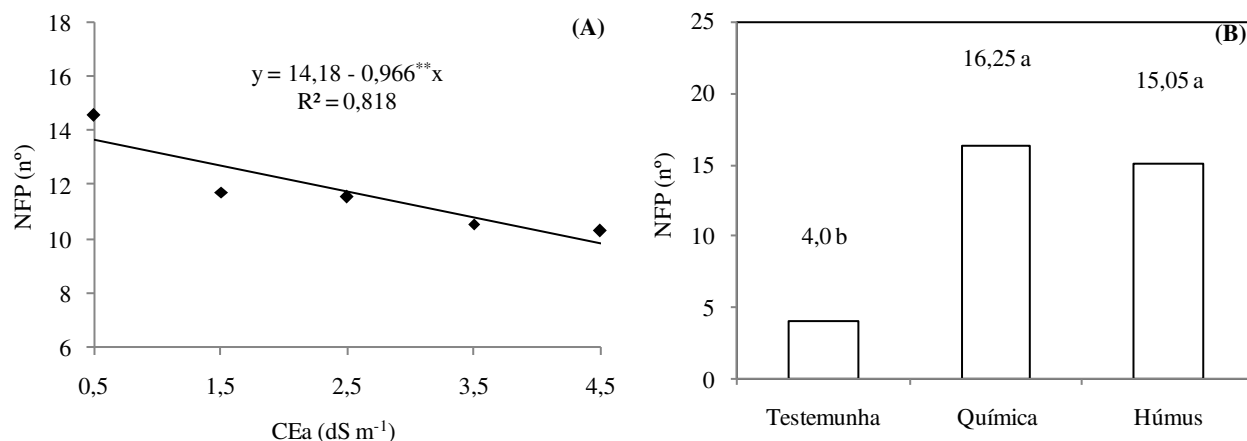 (A)
y = 14,18 - 0,966**x
R² = 0,818
18
16
14
12
10
8
6
NFP (nº)
0,5 1,5 2,5 3,5 4,5
CEa (dS m⁻¹)
(B)
25
20
15
10
5
0
NFP (nº)
4,0 b
16,25 a
15,05 a
Testemunha Química Húmus